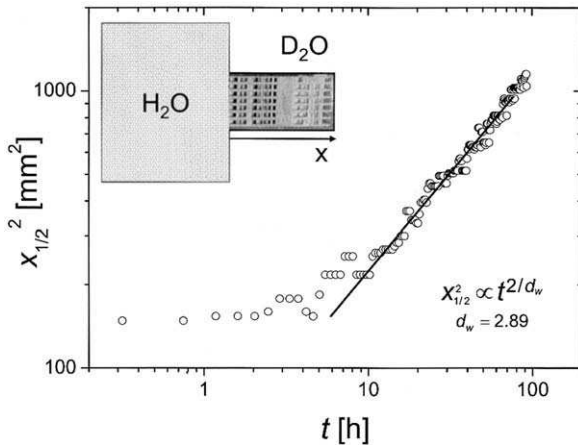 1000
100
x₁/₂² [mm²]
H₂O
D₂O
x
x₁/₂² ∝ t^2/d_w
d_w = 2.89
1
10
100
t [h]